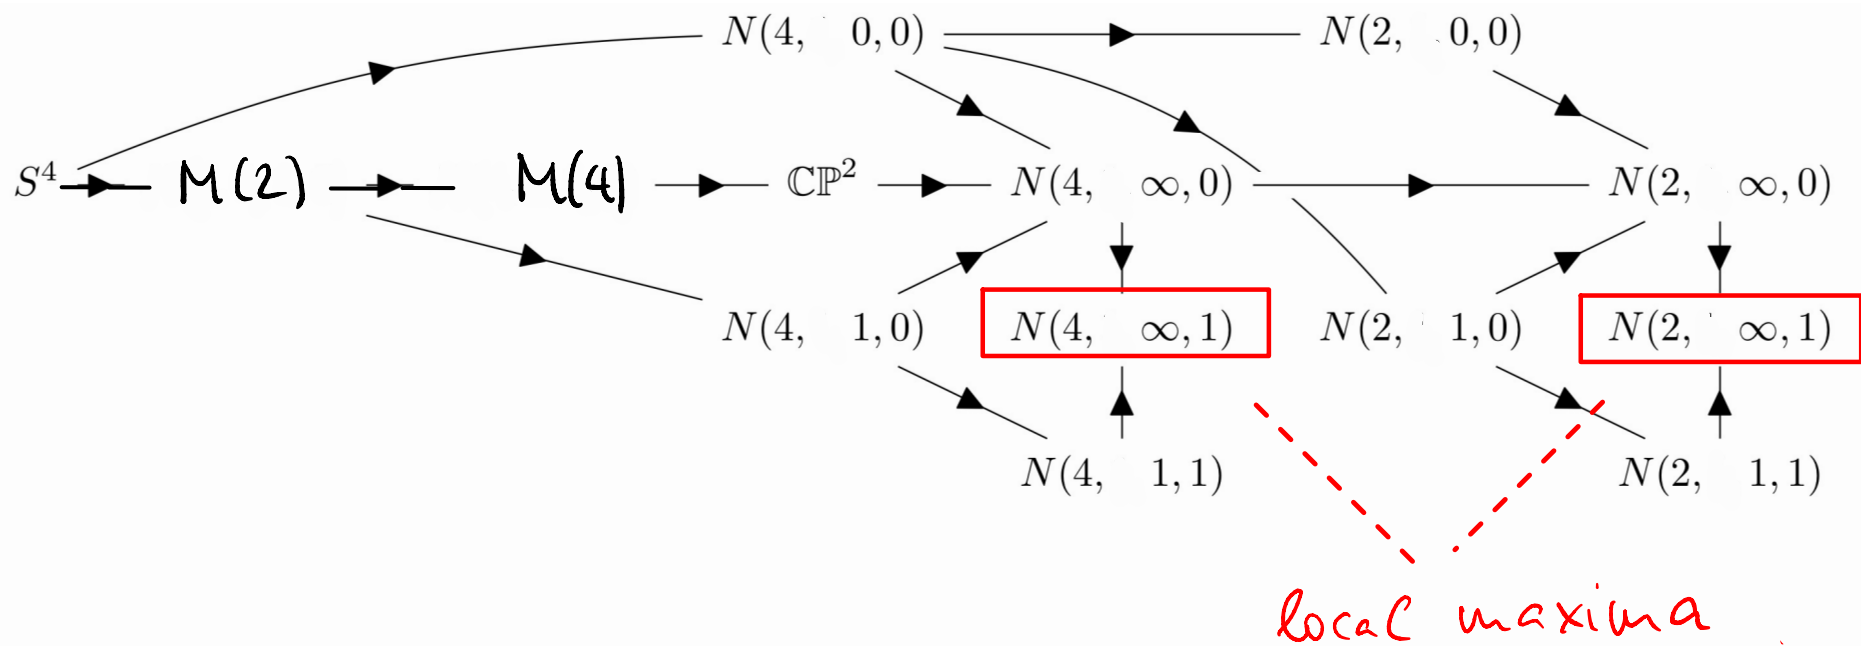 N(4, 0,0) N(2, 0,0)
S⁴ M(2) M(4) ℂℙ² N(4, ∞,0) N(2, ∞,0)
N(4, 1,0) N(4, ∞,1) N(2, 1,0) N(2, ∞,1)
N(4, 1,1) N(2, 1,1)
local maxima